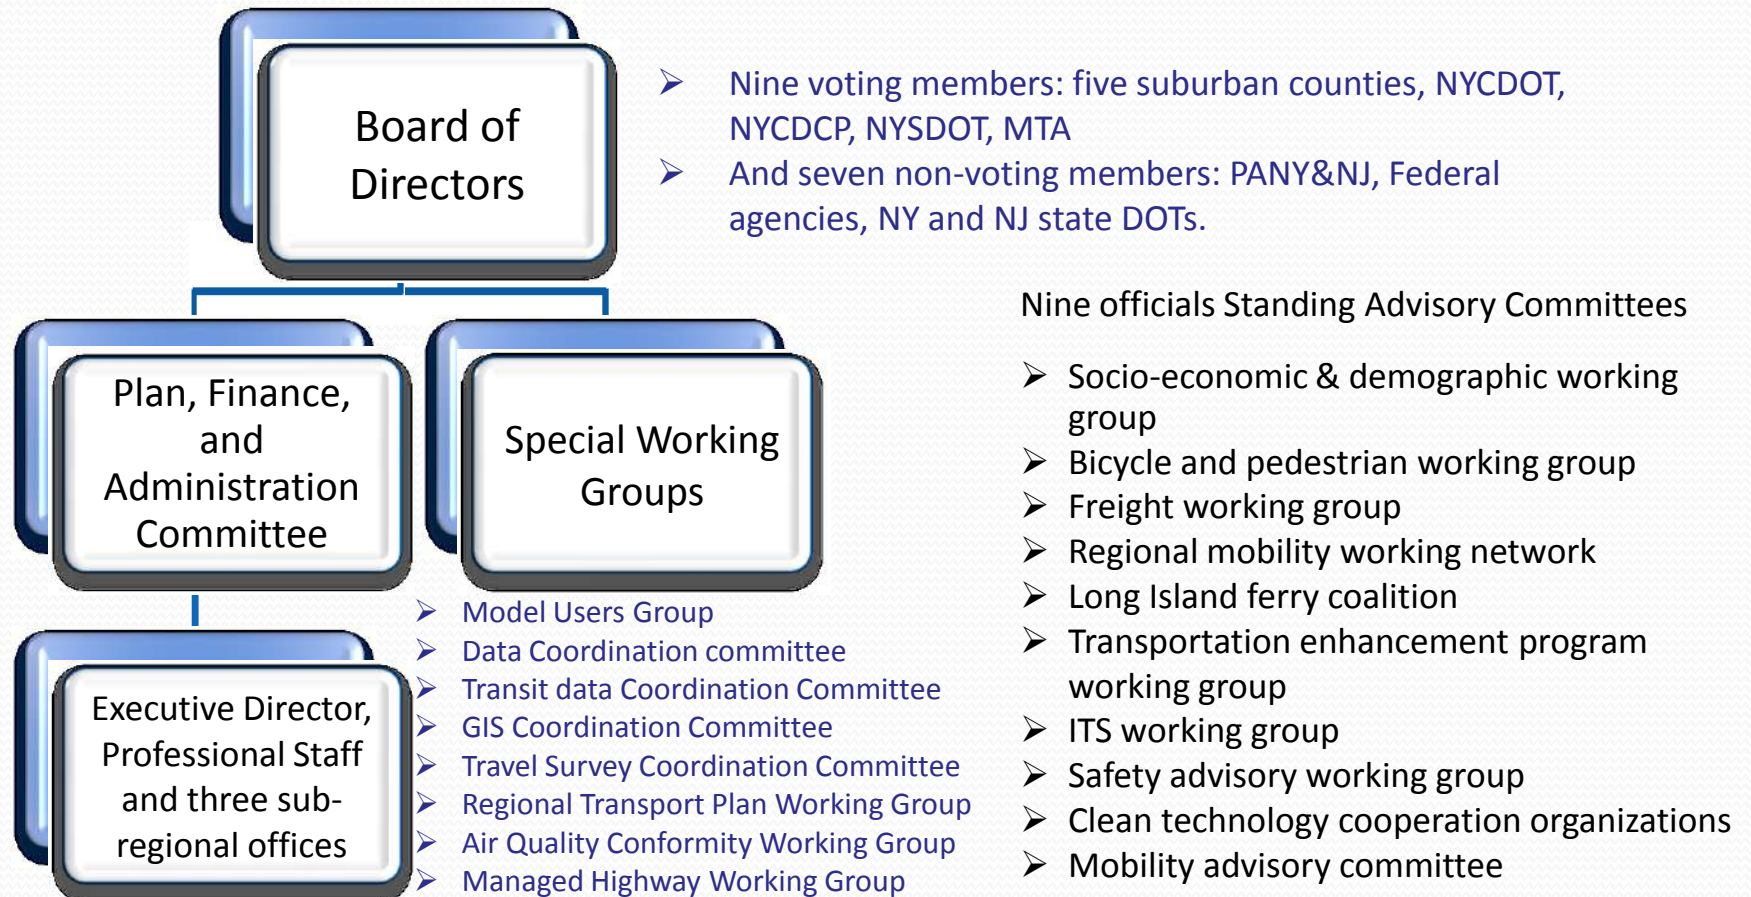 Board of
Directors
Nine voting members: five suburban counties, NYCDOT,
NYCDCP, NYSDOT, MTA
And seven non-voting members: PANY&NJ, Federal
agencies, NY and NJ state DOTs.
Plan, Finance,
and
Administration
Committee
Special Working
Groups
Executive Director,
Professional Staff
and three sub-
regional offices
Model Users Group
Data Coordination committee
Transit data Coordination Committee
GIS Coordination Committee
Travel Survey Coordination Committee
Regional Transport Plan Working Group
Air Quality Conformity Working Group
Managed Highway Working Group
Nine officials Standing Advisory Committees
Socio-economic & demographic working
group
Bicycle and pedestrian working group
Freight working group
Regional mobility working network
Long Island ferry coalition
Transportation enhancement program
working group
ITS working group
Safety advisory working group
Clean technology cooperation organizations
Mobility advisory committee